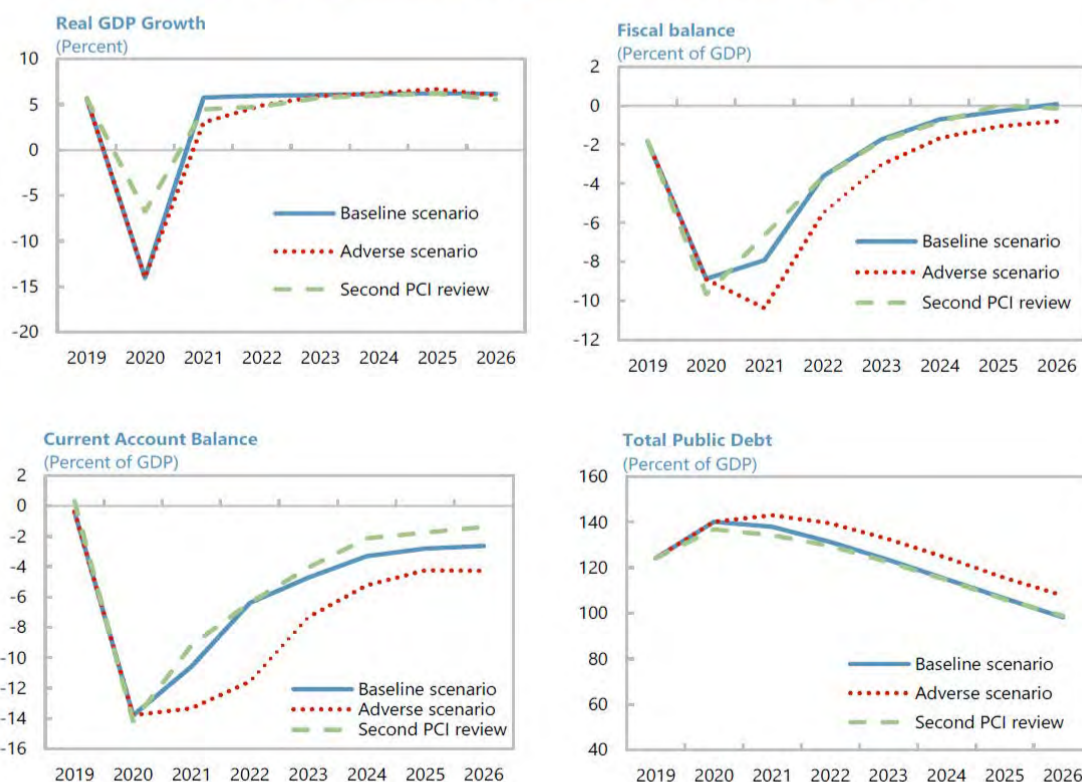 Real GDP Growth
(Percent)
10
5
0
-5
-10
-15
-20
Baseline scenario
Adverse scenario
Second PCI review
2019 2020 2021 2022 2023 2024 2025 2026
Fiscal balance
(Percent of GDP)
2
0
-2
-4
-6
-8
-10
-12
Baseline scenario
Adverse scenario
Second PCI review
2019 2020 2021 2022 2023 2024 2025 2026
Current Account Balance
(Percent of GDP)
2
0
-2
-4
-6
-8
-10
-12
-14
-16
Baseline scenario
Adverse scenario
Second PCI review
2019 2020 2021 2022 2023 2024 2025 2026
Total Public Debt
(Percent of GDP)
160
140
120
100
80
60
40
Baseline scenario
Adverse scenario
Second PCI review
2019 2020 2021 2022 2023 2024 2025 2026